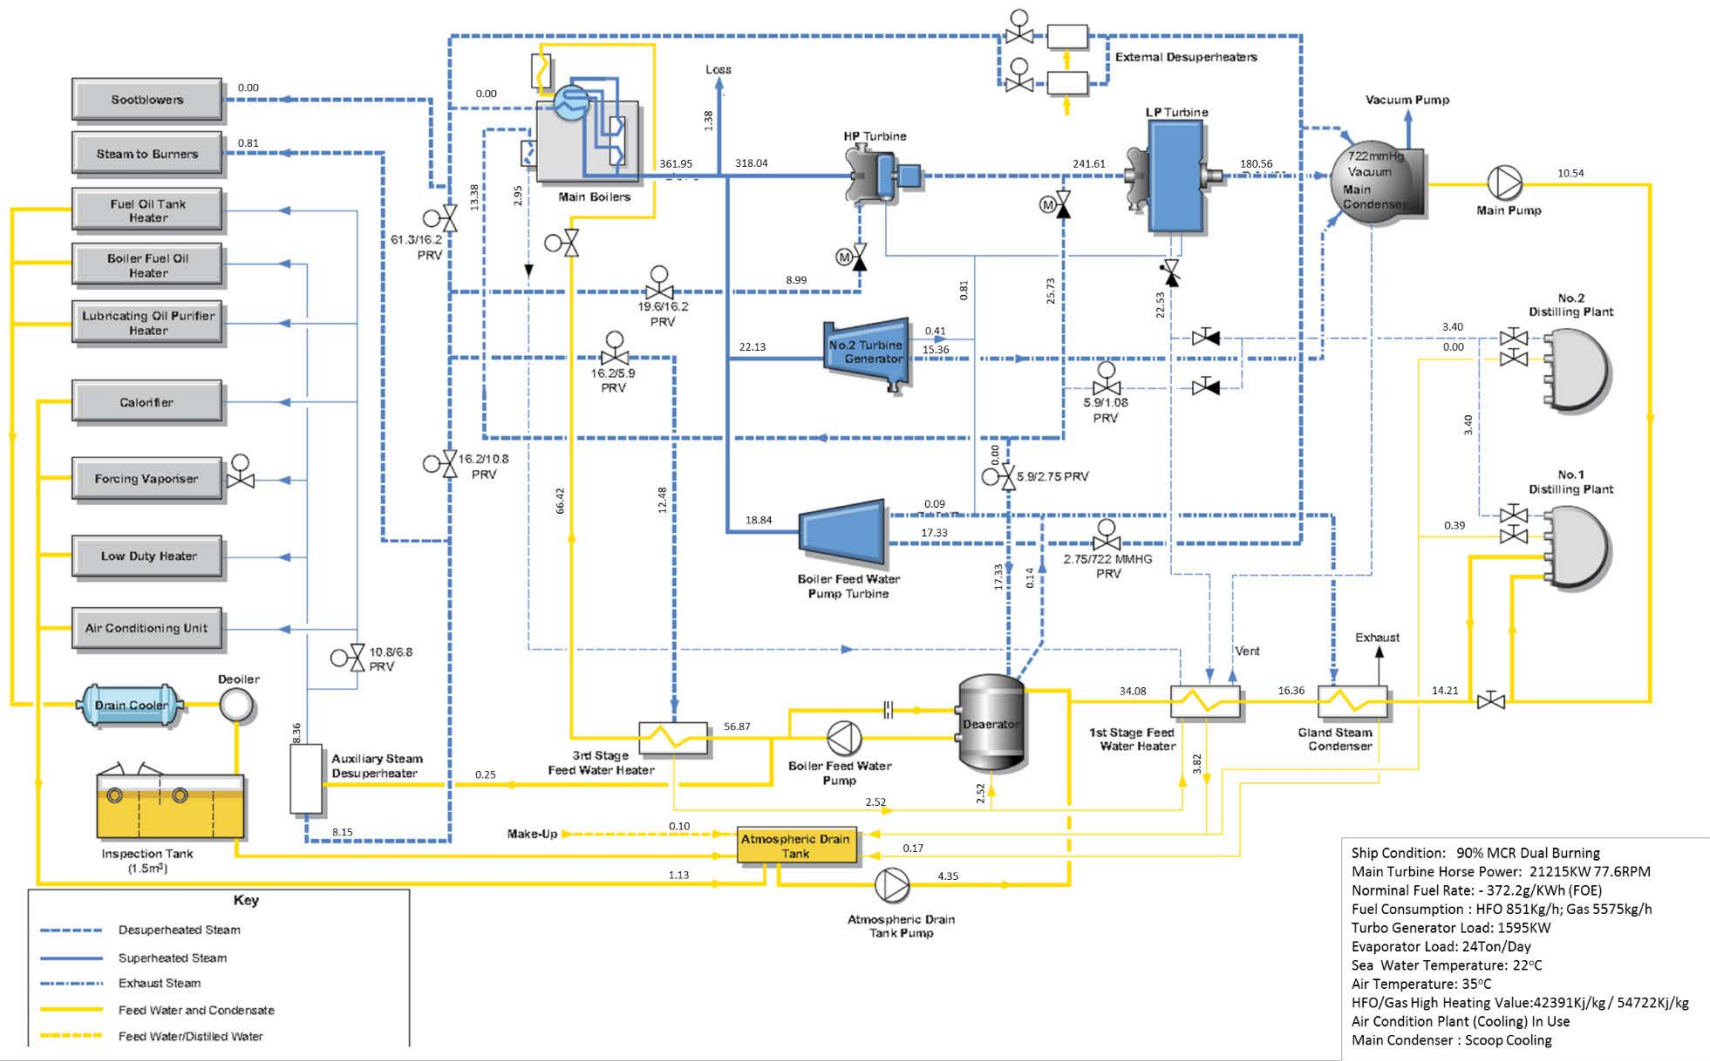 External Desuperheaters
Loss
Sootblowers
0.00
0.00
1.38
Vacuum Pump
LP Turbine
HP Turbine
Steam to Burners
0.81
361.95
318.04
241.61
180.56
722mmHg
Vacuum
Main
Condenser
10.54
Main Pump
Main Boilers
13.38
2.95
Fuel Oil Tank
Heater
61.3/16.2
PRV
Boiler Fuel Oil
Heater
8.99
19.6/16.2
PRV
M
M
0.81
25.73
22.53
No.2
Distilling Plant
Lubricating Oil Purifier
Heater
3.40
0.00
22.13
No.2 Turbine
Generator
0.41
15.36
16.2/5.9
PRV
5.9/1.08
PRV
Calorifier
3.40
16.2/10.8
PRV
0.00
5.9/2.75 PRV
Forcing Vaporiser
No.1
Distilling Plant
66.42
12.48
18.84
0.09
17.33
2.75/722 MMHG
PRV
0.39
Low Duty Heater
Boiler Feed Water
Pump Turbine
17.33
0.14
Air Conditioning Unit
10.8/6.8
PRV
Vent
Exhaust
Deoiler
Drain Cooler
34.08
16.36
14.21
Deaerator
56.87
8.36
3rd Stage
Feed Water Heater
Boiler Feed Water
Pump
1st Stage Feed
Water Heater
Gland Steam
Condenser
3.82
Auxiliary Steam
Desuperheater
0.25
2.52
2.52
8.15
Make-Up
0.10
Atmospheric Drain
Tank
0.17
Inspection Tank
(1.5m³)
1.13
4.35
Atmospheric Drain
Tank Pump
Key
Desuperheated Steam
Superheated Steam
Exhaust Steam
Feed Water and Condensate
Feed Water/Distilled Water
Ship Condition: 90% MCR Dual Burning
Main Turbine Horse Power: 21215KW 77.6RPM
Norminal Fuel Rate: - 372.2g/KWh (FOE)
Fuel Consumption : HFO 851Kg/h; Gas 5575kg/h
Turbo Generator Load: 1595KW
Evaporator Load: 24Ton/Day
Sea Water Temperature: 22°C
Air Temperature: 35°C
HFO/Gas High Heating Value:42391Kj/kg / 54722Kj/kg
Air Condition Plant (Cooling) In Use
Main Condenser : Scoop Cooling